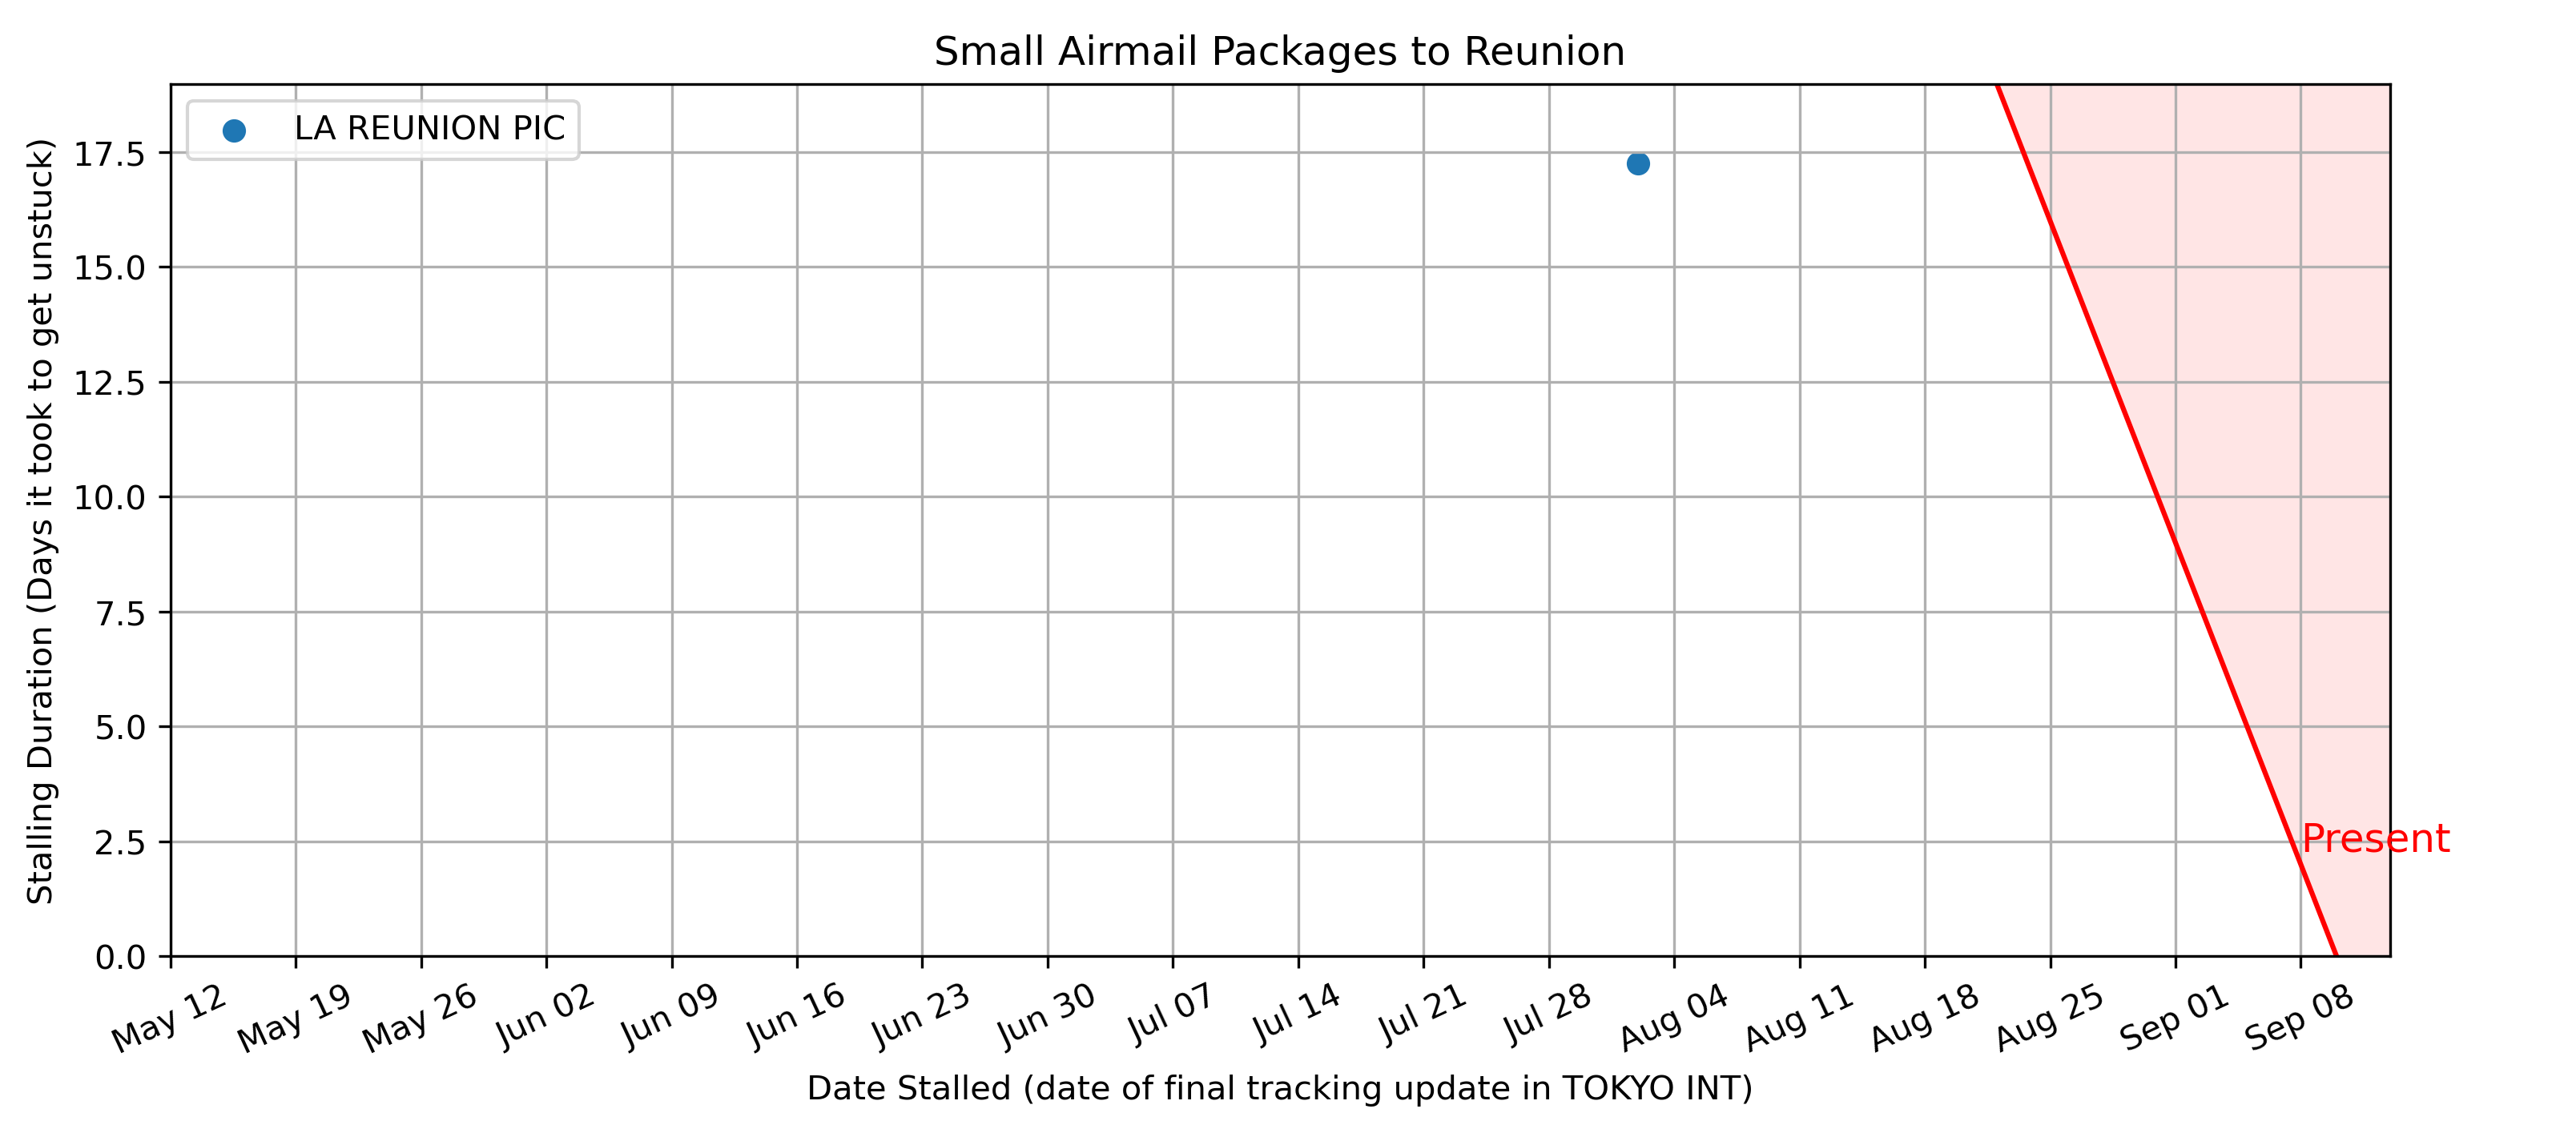 Small Airmail Packages to Reunion
LA REUNION PIC
Stalling Duration (Days it took to get unstuck)
17.5
15.0
12.5
10.0
7.5
5.0
2.5
0.0
Present
May 12 May 19 May 26 Jun 02 Jun 09 Jun 16 Jun 23 Jun 30 Jul 07 Jul 14 Jul 21 Jul 28 Aug 04 Aug 11 Aug 18 Aug 25 Sep 01 Sep 08
Date Stalled (date of final tracking update in TOKYO INT)